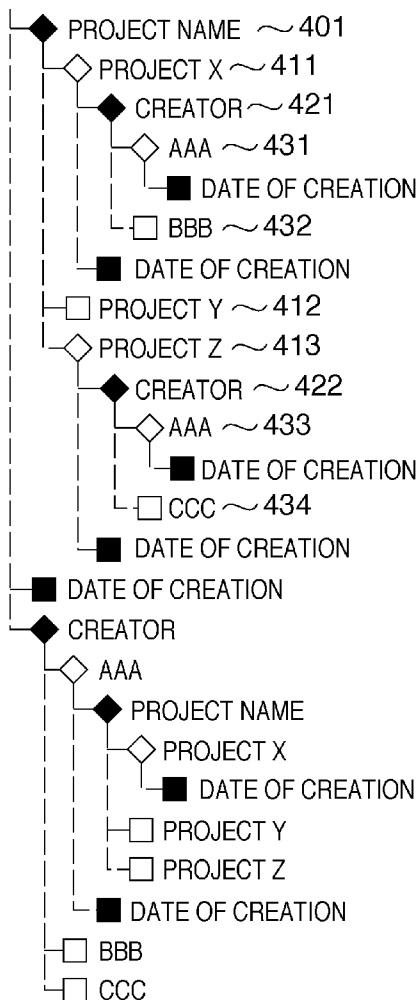 PROJECT NAME ~401
PROJECT X ~411
CREATOR ~421
AAA ~431
DATE OF CREATION
BBB ~432
DATE OF CREATION
PROJECT Y ~412
PROJECT Z ~413
CREATOR ~422
AAA ~433
DATE OF CREATION
CCC ~434
DATE OF CREATION
DATE OF CREATION
CREATOR
AAA
PROJECT NAME
PROJECT X
DATE OF CREATION
PROJECT Y
PROJECT Z
DATE OF CREATION
BBB
CCC